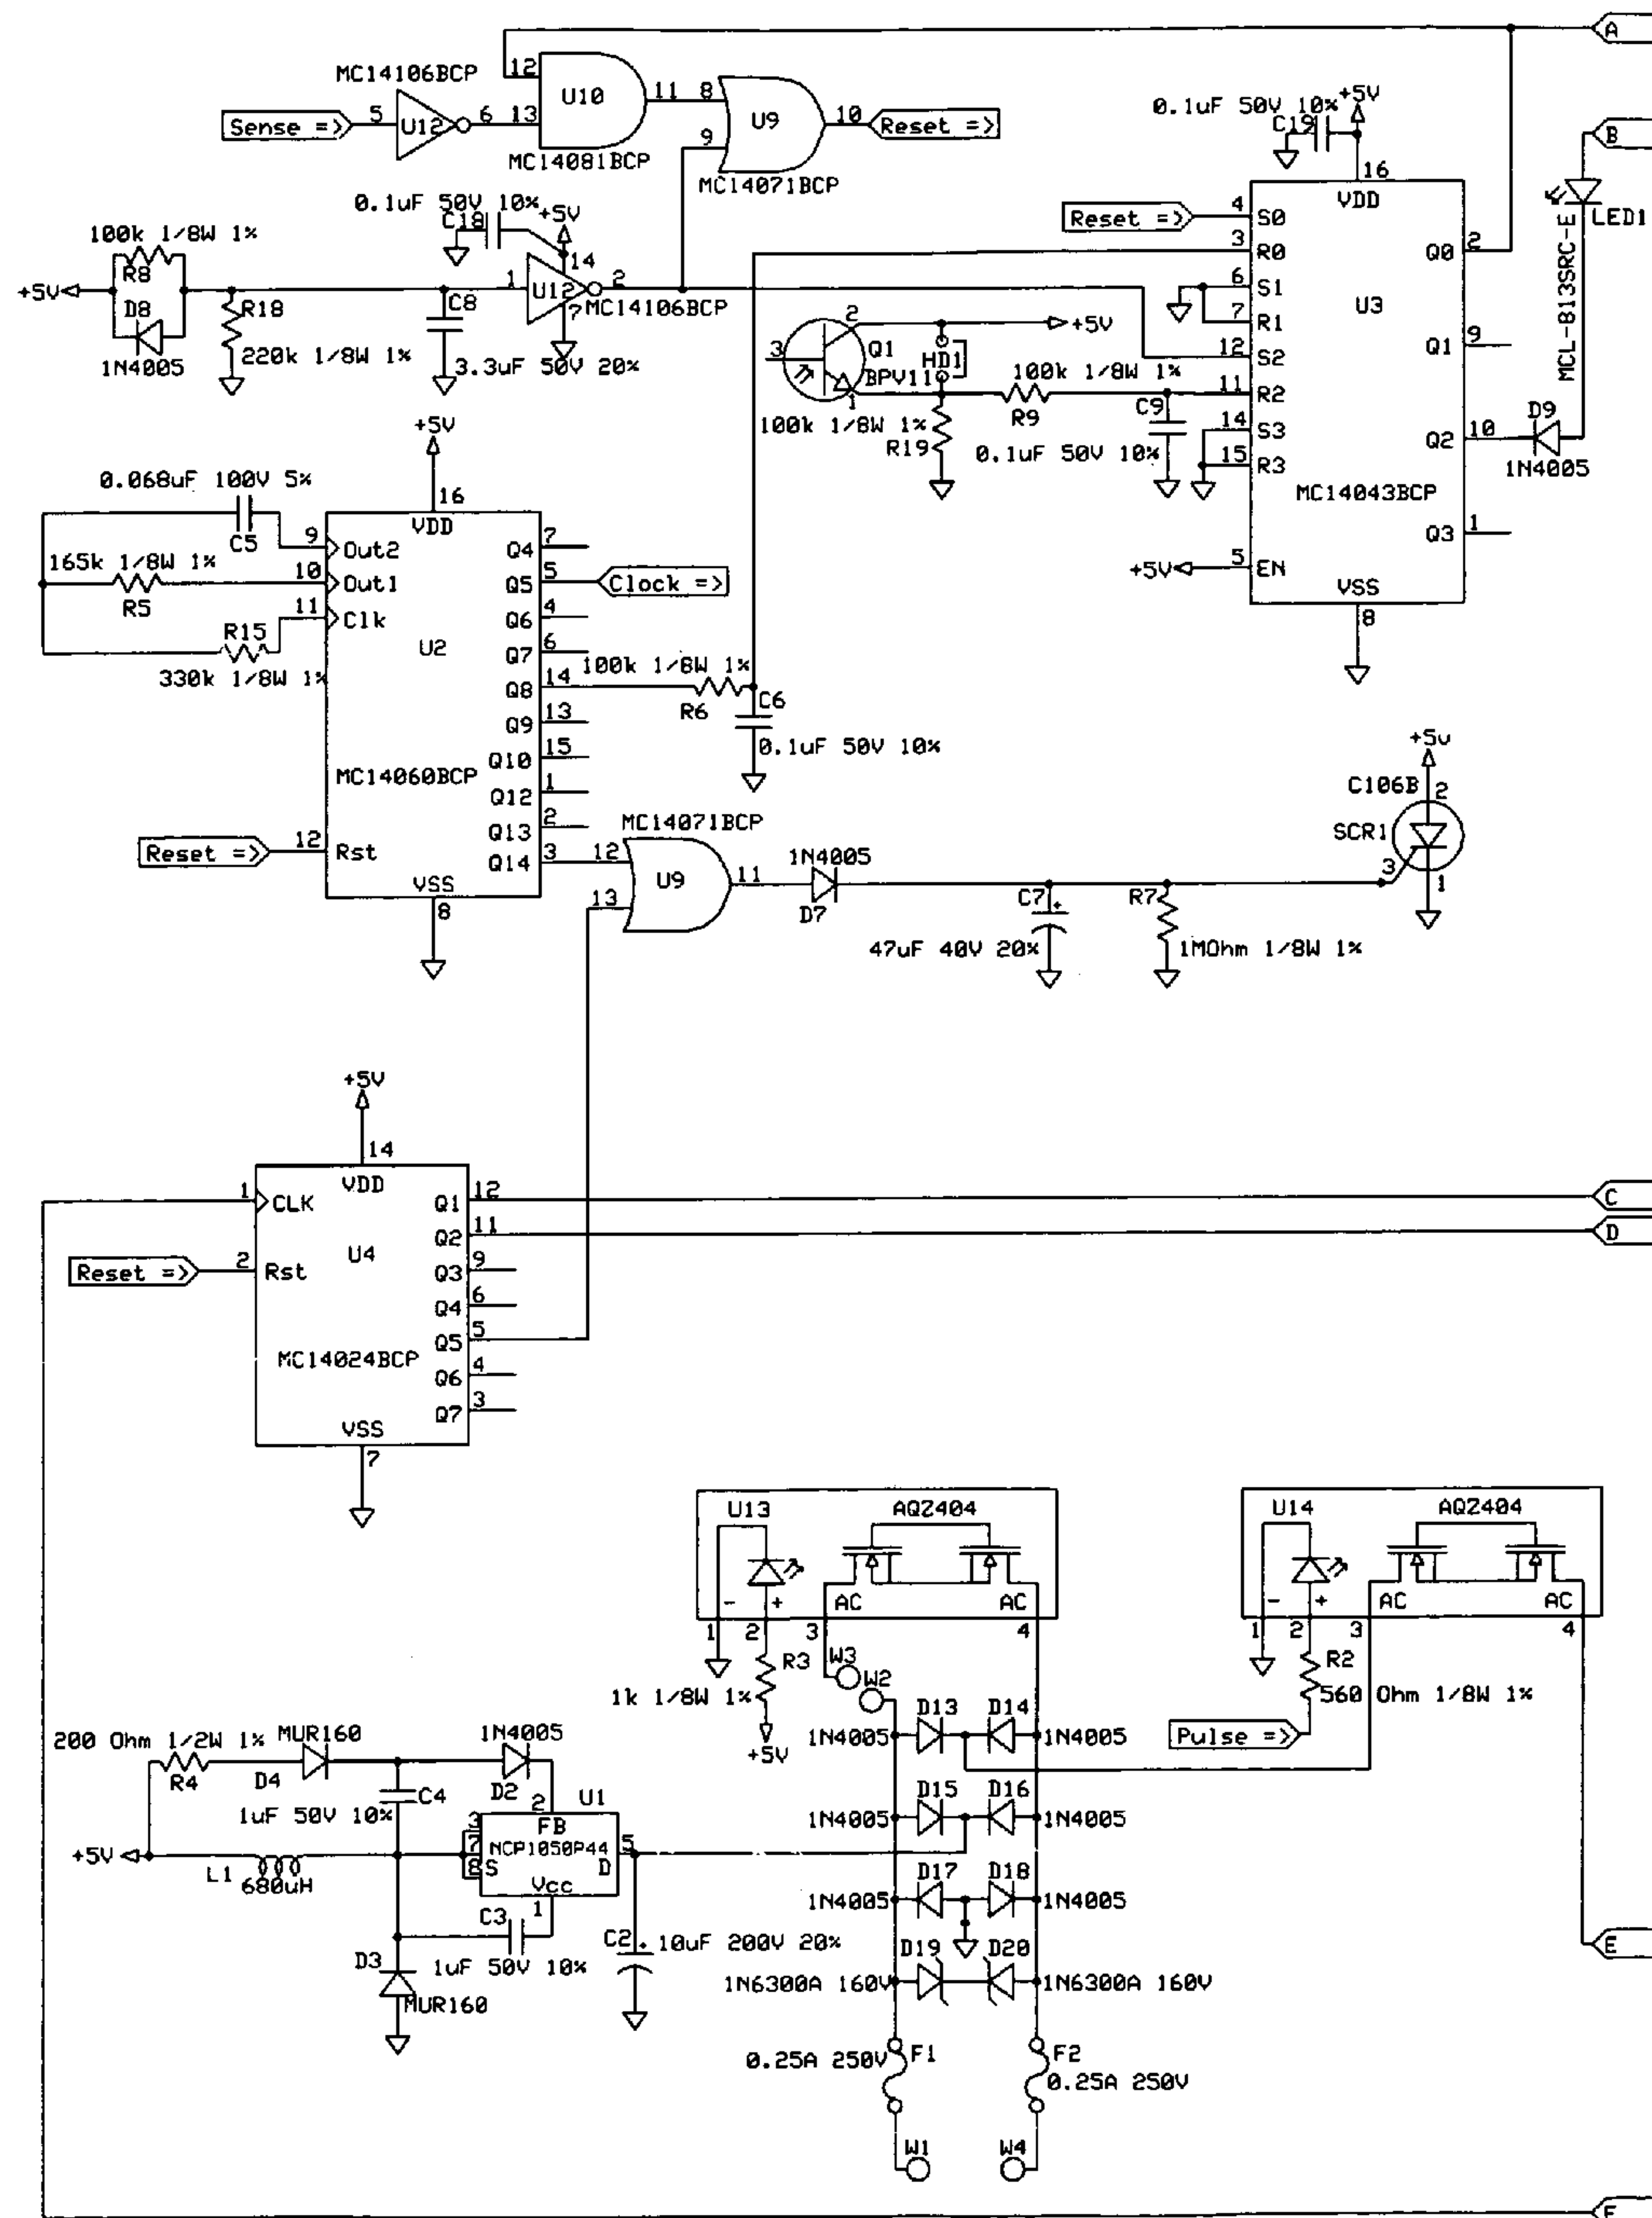 A
MC14106BCP
12
U10
11
8
U9
10
Reset =>
Sense =>
5
U12
6
13
9
MC14081BCP
MC14071BCP
0.1uF 50V 10%
+5V
C19
16
VDD
B
LED1
MCL-813SRC-E
Reset =>
4
S0
3
R0
Q0
2
6
S1
7
R1
U3
12
S2
Q1
9
11
R2
14
S3
Q2
10
15
R3
MC14043BCP
D9
1N4005
Q3
1
+5V
5
EN
VSS
8
0.1uF 50V 10%
C18
+5V
14
100k 1/8W 1%
R8
+5V
D8
1N4005
R18
220k 1/8W 1%
C8
3.3uF 50V 20%
1
U12
2
7
MC14106BCP
2
3
Q1
BPV11
1
HD1
+5V
100k 1/8W 1%
R9
100k 1/8W 1%
R19
C9
0.1uF 50V 10%
+5V
16
VDD
0.068uF 100V 5%
C5
9
Out2
165k 1/8W 1%
R5
10
Out1
11
Clk
R15
330k 1/8W 1%
U2
Q4
7
Q5
5
Clock =>
Q6
4
Q7
6
Q8
14
100k 1/8W 1%
R6
C6
0.1uF 50V 10%
Q9
13
Q10
15
MC14060BCP
Q12
1
Q13
2
Q14
3
Reset =>
12
Rst
VSS
8
MC14071BCP
12
U9
11
13
1N4005
D7
C7
+
47uF 40V 20%
R7
1MOhm 1/8W 1%
+5v
C106B
2
SCR1
3
1
+5V
14
VDD
1
CLK
Q1
12
C
Q2
11
D
U4
Reset =>
2
Rst
Q3
9
Q4
6
Q5
5
MC14024BCP
Q6
4
Q7
3
VSS
7
U13
AQZ404
-
+
AC
AC
1
2
3
4
R3
1k 1/8W 1%
+5V
W3
W2
U14
AQZ404
-
+
AC
AC
1
2
3
4
R2
560 Ohm 1/8W 1%
Pulse =>
D13
D14
1N4005
1N4005
D15
D16
1N4005
1N4005
D17
D18
1N4005
1N4005
D19
D20
1N6300A 160V
1N6300A 160V
E
200 Ohm 1/2W 1%
R4
MUR160
D4
1N4005
D2
C4
1uF 50V 10%
2
U1
3
FB
7
NCP1050P44
5
8
S
D
Vcc
1
+5V
L1
680uH
C3
1uF 50V 10%
D3
MUR160
C2
+
10uF 200V 20%
0.25A 250V
F1
F2
0.25A 250V
W1
W4
F